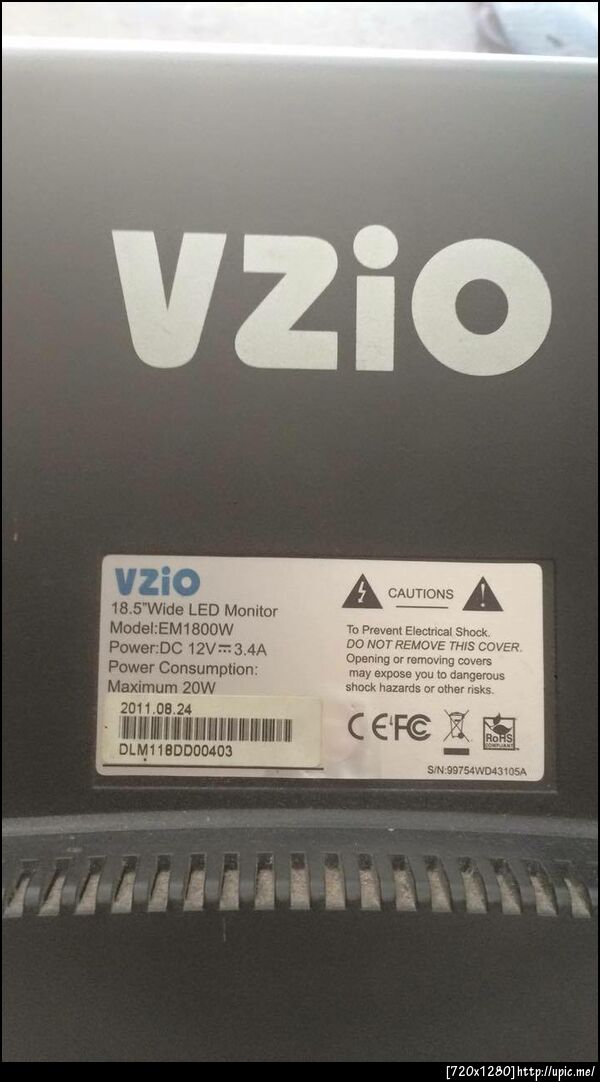 VZiO
VZiO
18.5"Wide LED Monitor
Model:EM1800W
Power:DC 12V⎓3.4A
Power Consumption:
Maximum 20W
2011.08.24
DLM118DD00403
CAUTIONS
To Prevent Electrical Shock.
DO NOT REMOVE THIS COVER.
Opening or removing covers
may expose you to dangerous
shock hazards or other risks.
CE FC
RoHS
COMPLIANT
S/N:99754WD43105A
[720x1280]http://upic.me/